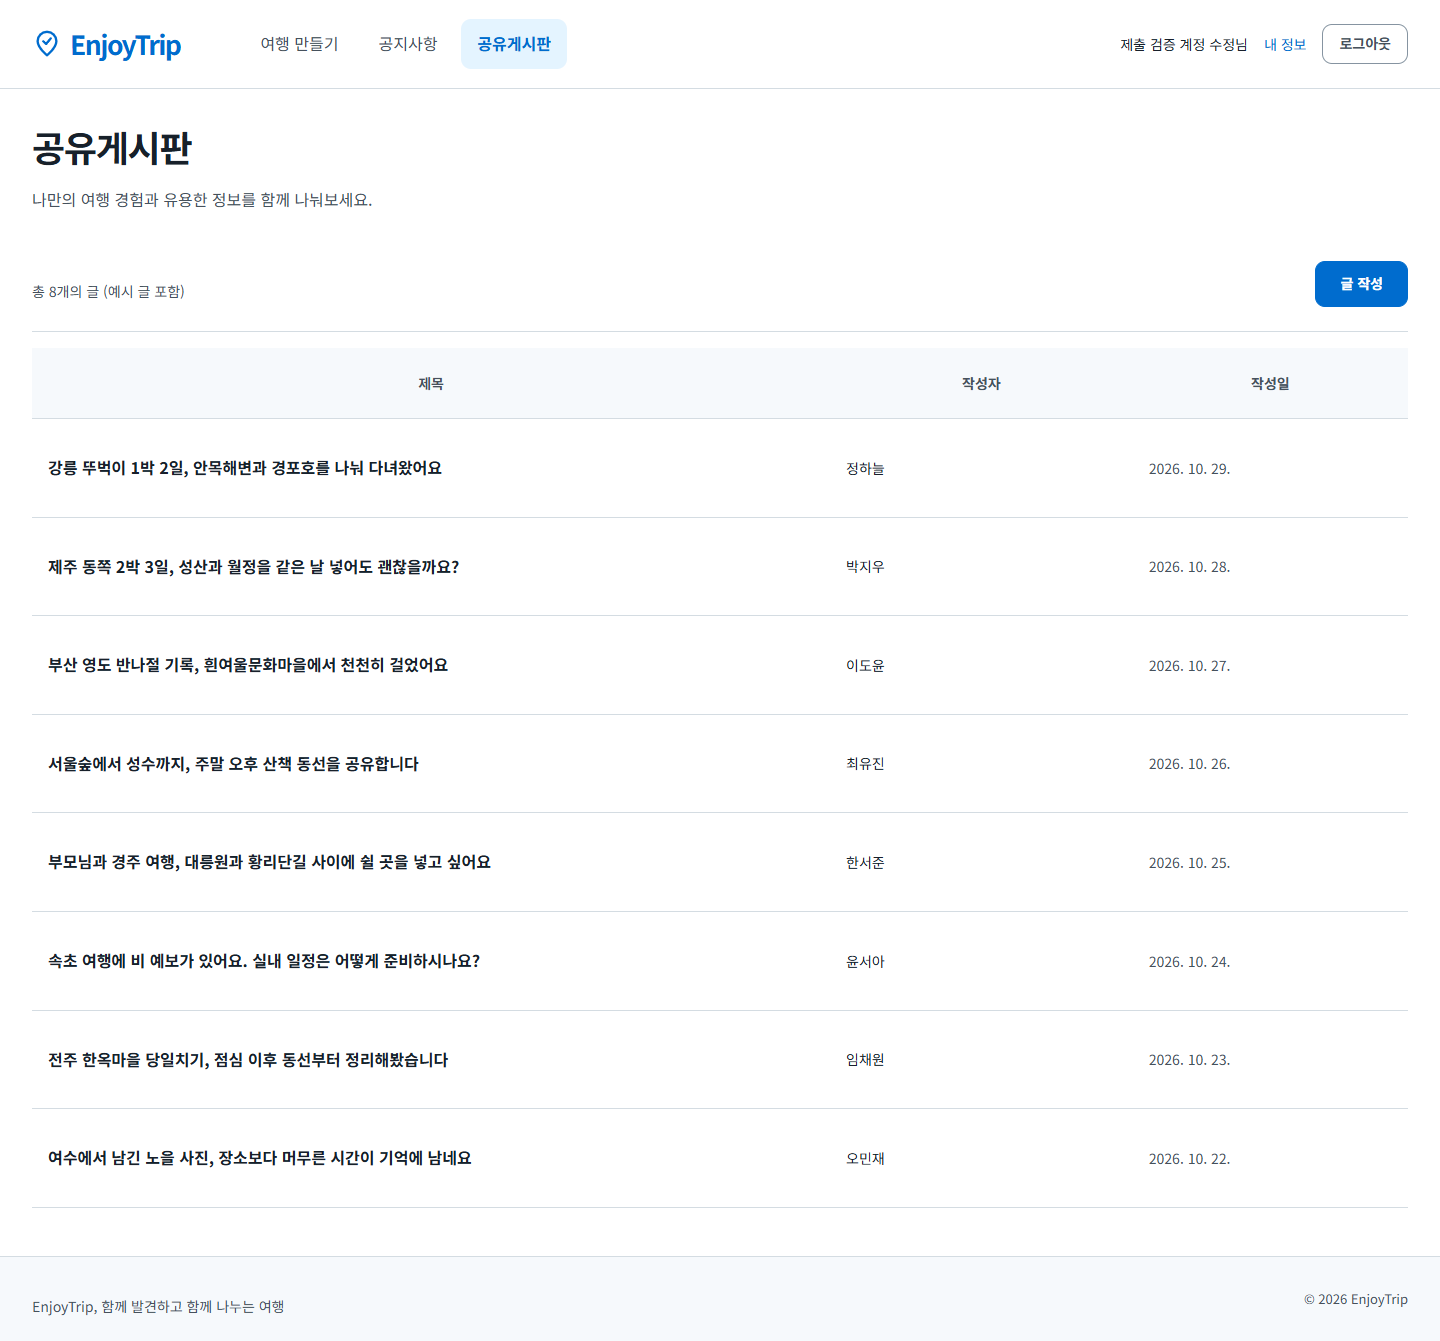 EnjoyTrip
여행 만들기
공지사항
공유게시판
제출 검증 계정 수정님
내 정보
로그아웃
공유게시판
나만의 여행 경험과 유용한 정보를 함께 나눠보세요.
총 8개의 글 (예시 글 포함)
글 작성
제목 작성자 작성일
강릉 뚜벅이 1박 2일, 안목해변과 경포호를 나눠 다녀왔어요 정하늘 2026. 10. 29.
제주 동쪽 2박 3일, 성산과 월정을 같은 날 넣어도 괜찮을까요? 박지우 2026. 10. 28.
부산 영도 반나절 기록, 흰여울문화마을에서 천천히 걸었어요 이도윤 2026. 10. 27.
서울숲에서 성수까지, 주말 오후 산책 동선을 공유합니다 최유진 2026. 10. 26.
부모님과 경주 여행, 대릉원과 황리단길 사이에 쉴 곳을 넣고 싶어요 한서준 2026. 10. 25.
속초 여행에 비 예보가 있어요. 실내 일정은 어떻게 준비하시나요? 윤서아 2026. 10. 24.
전주 한옥마을 당일치기, 점심 이후 동선부터 정리해봤습니다 임채원 2026. 10. 23.
여수에서 남긴 노을 사진, 장소보다 머무른 시간이 기억에 남네요 오민재 2026. 10. 22.
EnjoyTrip, 함께 발견하고 함께 나누는 여행
© 2026 EnjoyTrip